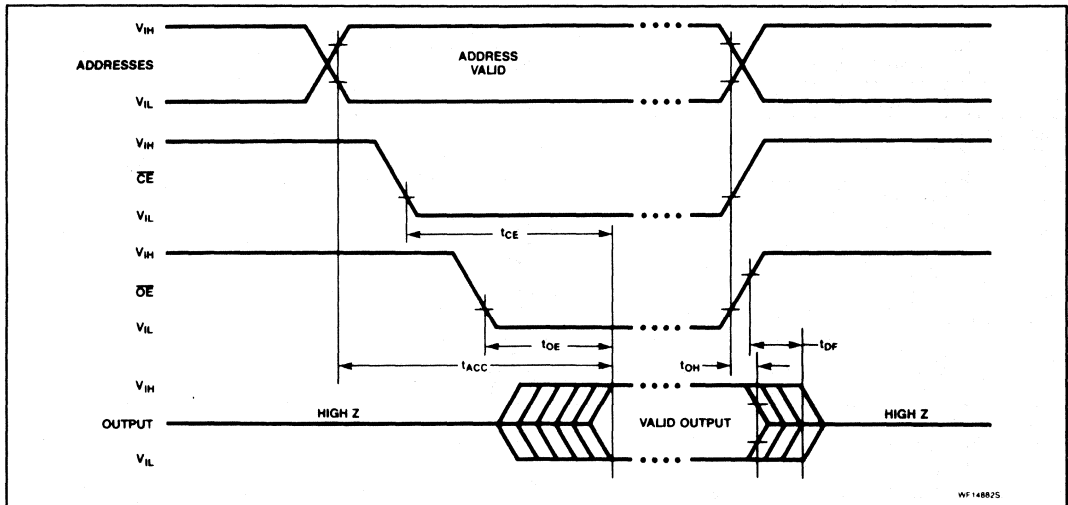 VIH
ADDRESSES
ADDRESS
VALID
VIL
VIH
CE
VIL
tCE
VIH
OE
VIL
tOE
tDF
tACC
tOH
VIH
HIGH Z
OUTPUT
VALID OUTPUT
HIGH Z
VIL
WF14882S